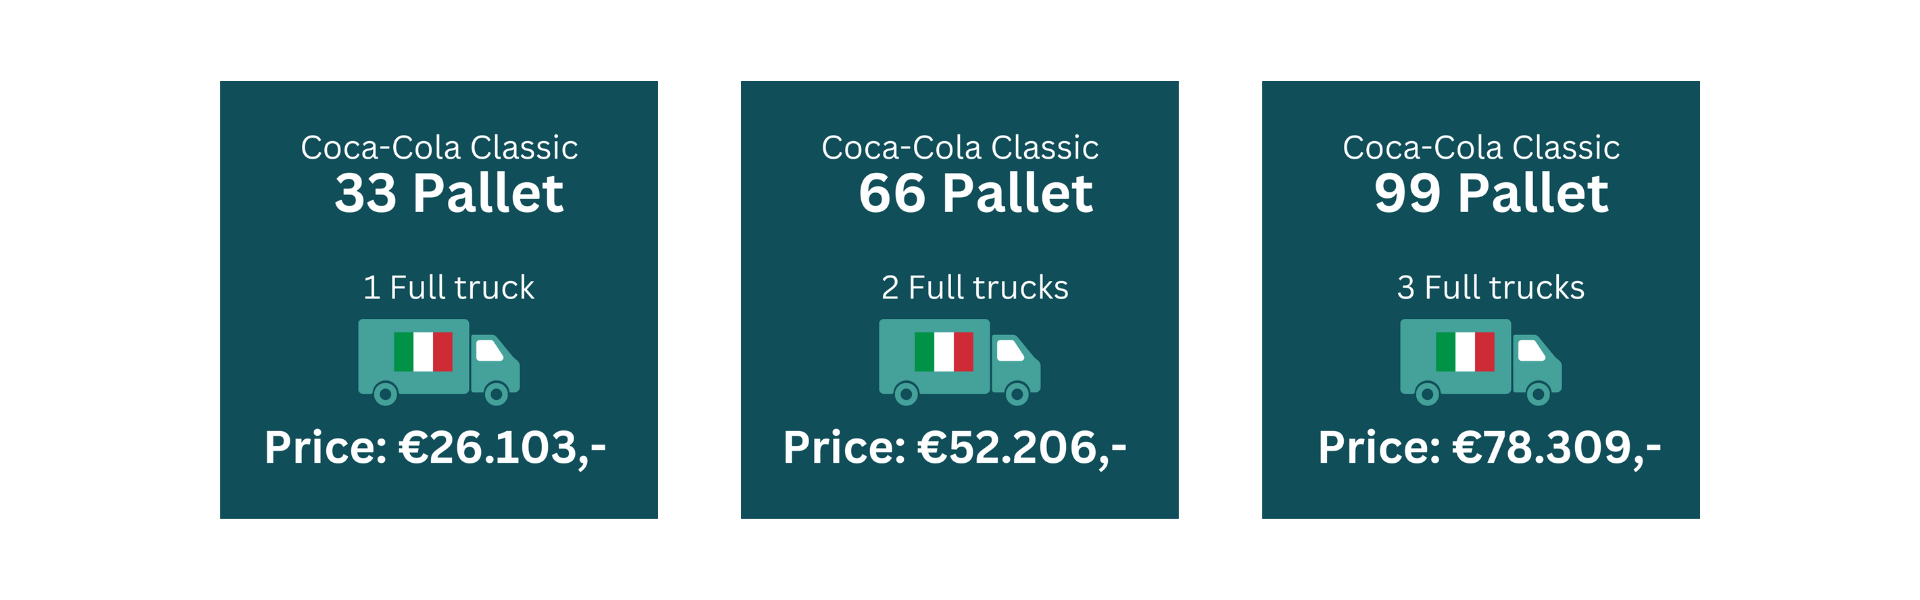 Coca-Cola Classic
33 Pallet
1 Full truck
Price: €26.103,-
Coca-Cola Classic
66 Pallet
2 Full trucks
Price: €52.206,-
Coca-Cola Classic
99 Pallet
3 Full trucks
Price: €78.309,-